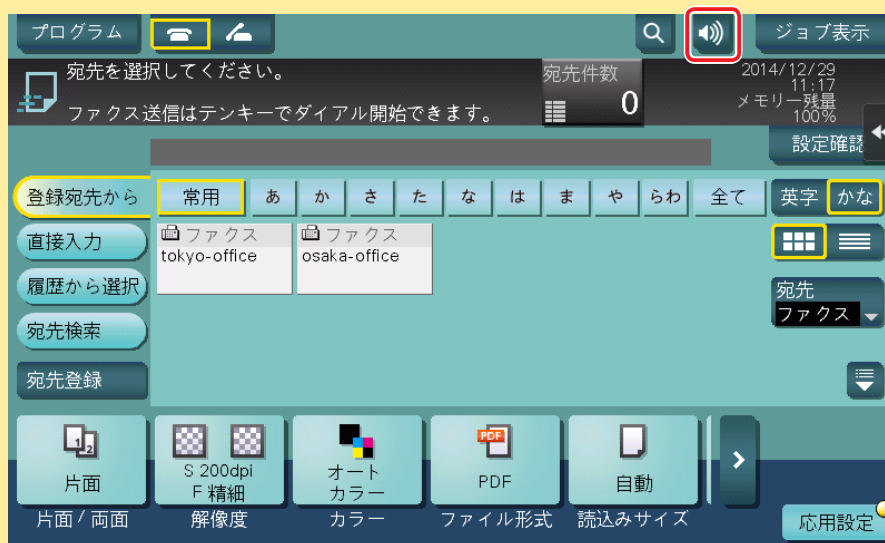 プログラム
ジョブ表示
宛先を選択してください。
ファクス送信はテンキーでダイアル開始できます。
宛先件数
0
2014/12/29
11:17
メモリー残量
100%
設定確認
登録宛先から
常用 あ か さ た な は ま や らわ 全て
英字 かな
直接入力
履歴から選択
宛先検索
宛先登録
ファクス
tokyo-office
ファクス
osaka-office
宛先
ファクス
1 2
片面
片面/両面
S 200dpi
F 精細
解像度
オート
カラー
カラー
PDF
PDF
ファイル形式
自動
読込みサイズ
応用設定